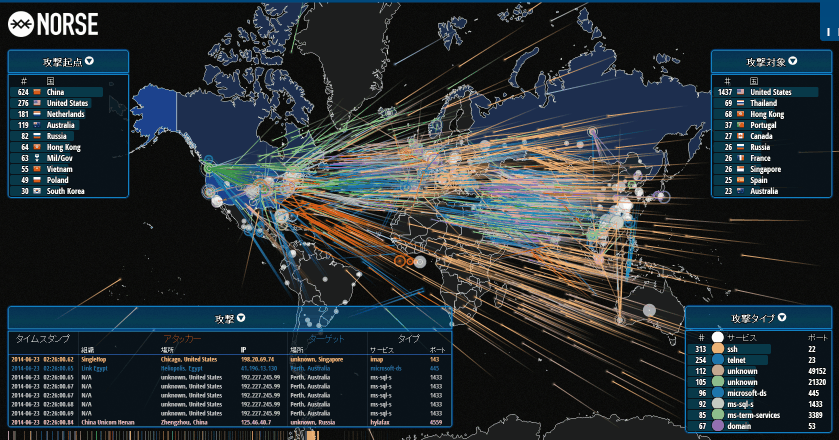 NORSE
攻撃起点
# 国
624 China
276 United States
181 Netherlands
119 Australia
82 Russia
64 Hong Kong
63 Mil/Gov
55 Vietnam
49 Poland
30 South Korea
攻撃対象
# 国
1437 United States
69 Thailand
68 Hong Kong
37 Portugal
27 Canada
26 Russia
26 France
26 Singapore
25 Spain
23 Australia
攻撃
タイムスタンプ アタッカー ターゲット タイプ
組織 場所 IP 場所 サービス ポート
2014-06-23 02:26:00.62 SingleHop Chicago, United States 198.20.69.74 unknown, Singapore imap 143
2014-06-23 02:26:00.65 Link Egypt Heliopolis, Egypt 41.196.13.130 Perth, Australia microsoft-ds 445
2014-06-23 02:26:00.65 N/A unknown, United States 192.227.245.99 Perth, Australia ms-sql-s 1433
2014-06-23 02:26:00.67 N/A unknown, United States 192.227.245.99 Perth, Australia ms-sql-s 1433
2014-06-23 02:26:00.67 N/A unknown, United States 192.227.245.99 Perth, Australia ms-sql-s 1433
2014-06-23 02:26:00.68 N/A unknown, United States 192.227.245.99 Perth, Australia ms-sql-s 1433
2014-06-23 02:26:00.69 N/A unknown, United States 192.227.245.99 Perth, Australia ms-sql-s 1433
2014-06-23 02:26:00.84 China Unicom Henan Zhengzhou, China 125.46.40.7 unknown, Russia hylafax 4559
攻撃タイプ
# サービス ポート
313 ssh 22
254 telnet 23
112 unknown 49152
105 unknown 21320
96 microsoft-ds 445
92 ms-sql-s 1433
85 ms-term-services 3389
67 domain 53